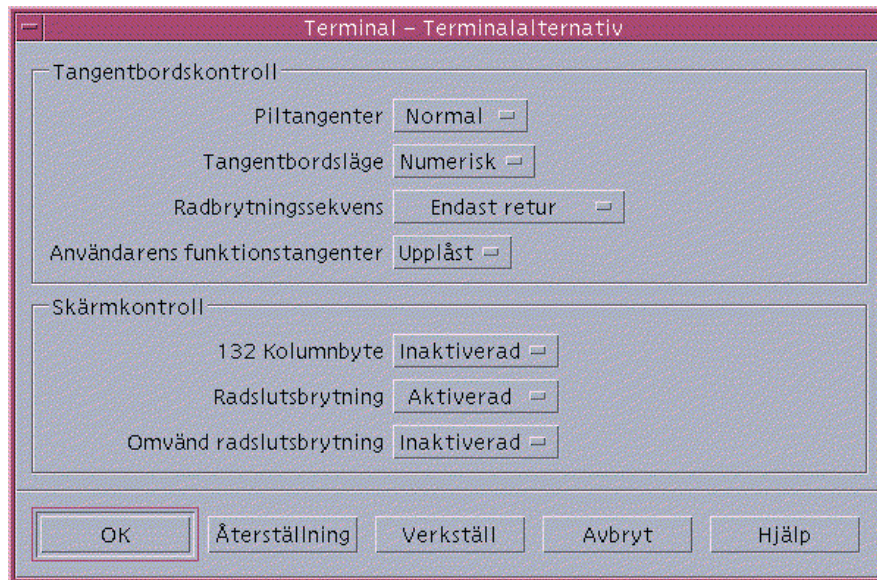 Terminal – Terminalalternativ
Tangentbordskontroll
Piltangenter Normal
Tangentbordsläge Numerisk
Radbrytningssekvens Endast retur
Användarens funktionstangenter Upplåst
Skärmkontroll
132 Kolumnbyte Inaktiverad
Radslutsbrytning Aktiverad
Omvänd radslutsbrytning Inaktiverad
OK Återställning Verkställ Avbryt Hjälp